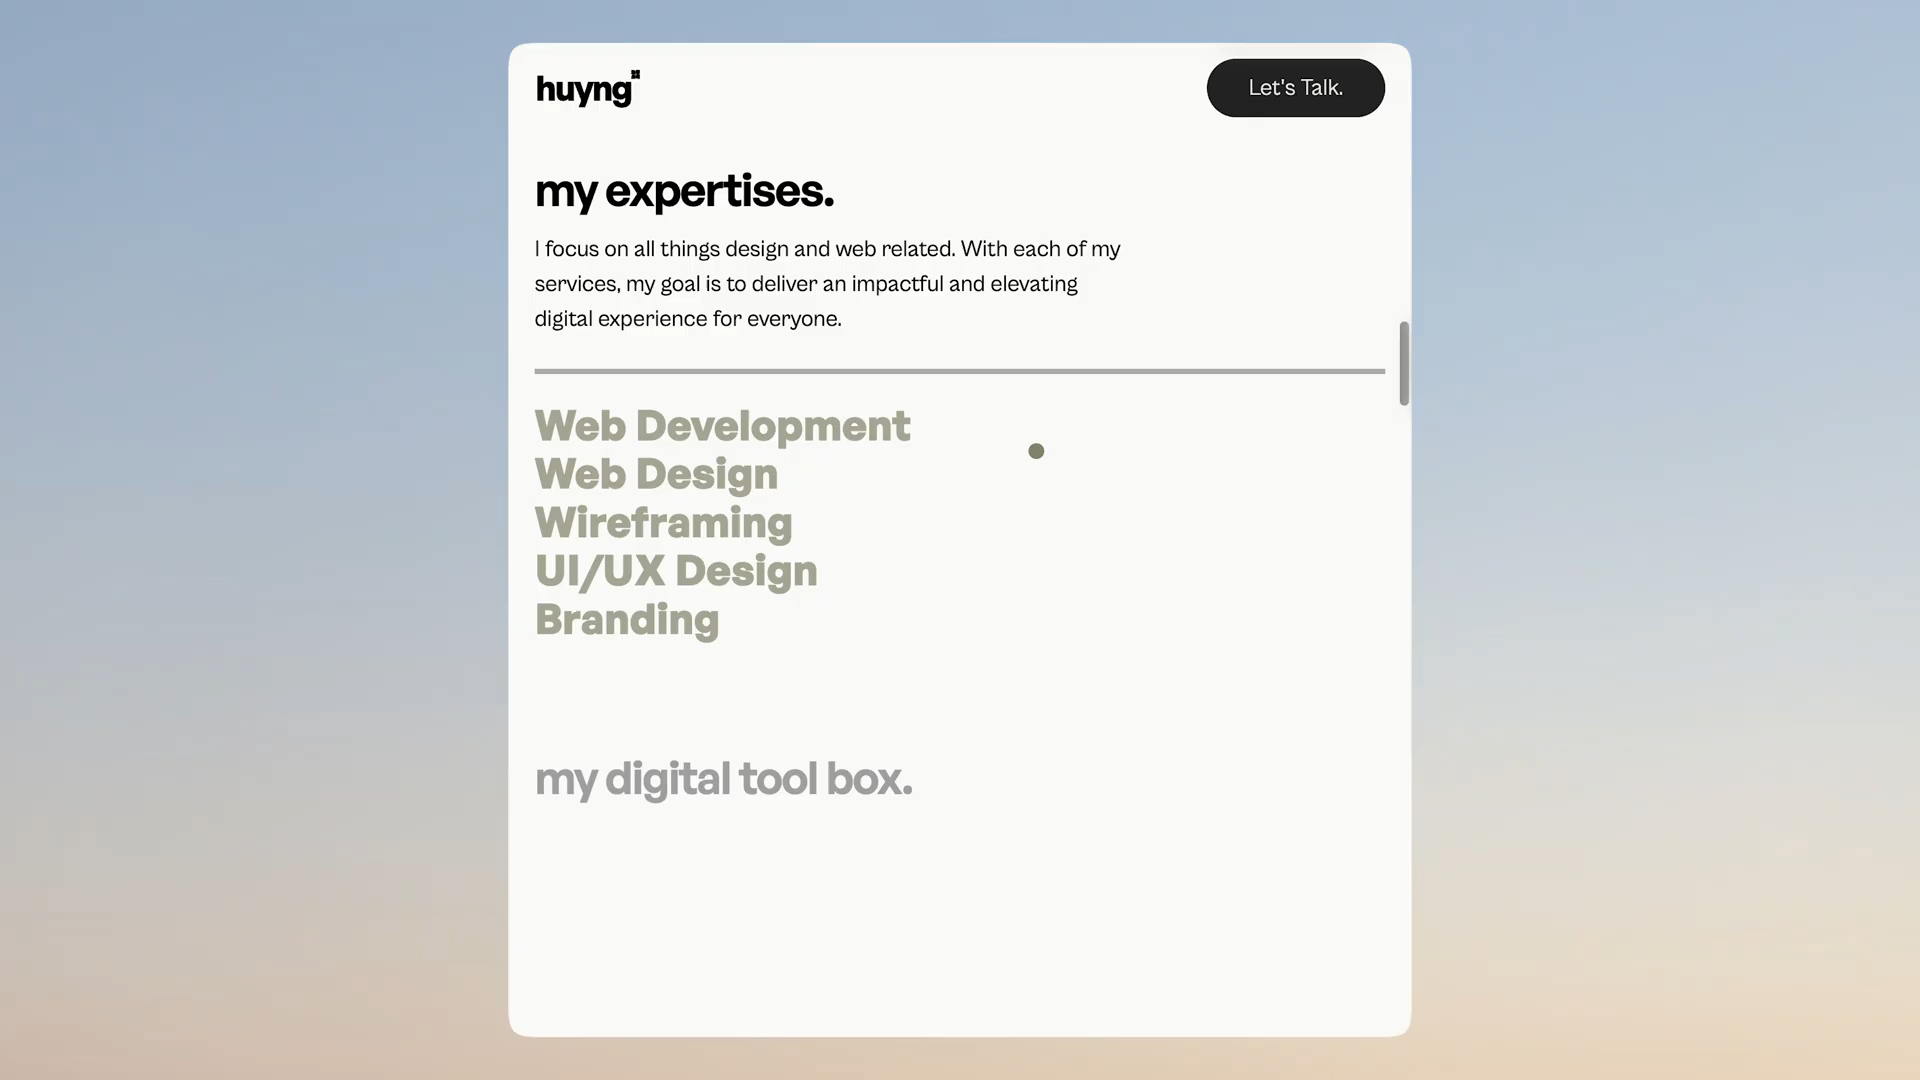 huyng
Let's Talk.
my expertises.
I focus on all things design and web related. With each of my
services, my goal is to deliver an impactful and elevating
digital experience for everyone.
Web Development
Web Design
Wireframing
UI/UX Design
Branding
my digital tool box.